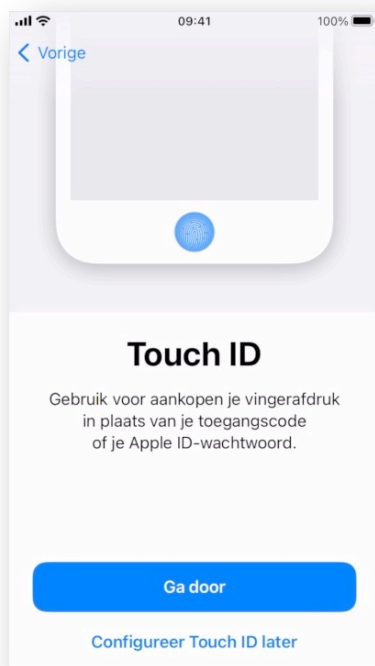 09:41
100%
Vorige
Touch ID
Gebruik voor aankopen je vingerafdruk
in plaats van je toegangscode
of je Apple ID-wachtwoord.
Ga door
Configureer Touch ID later